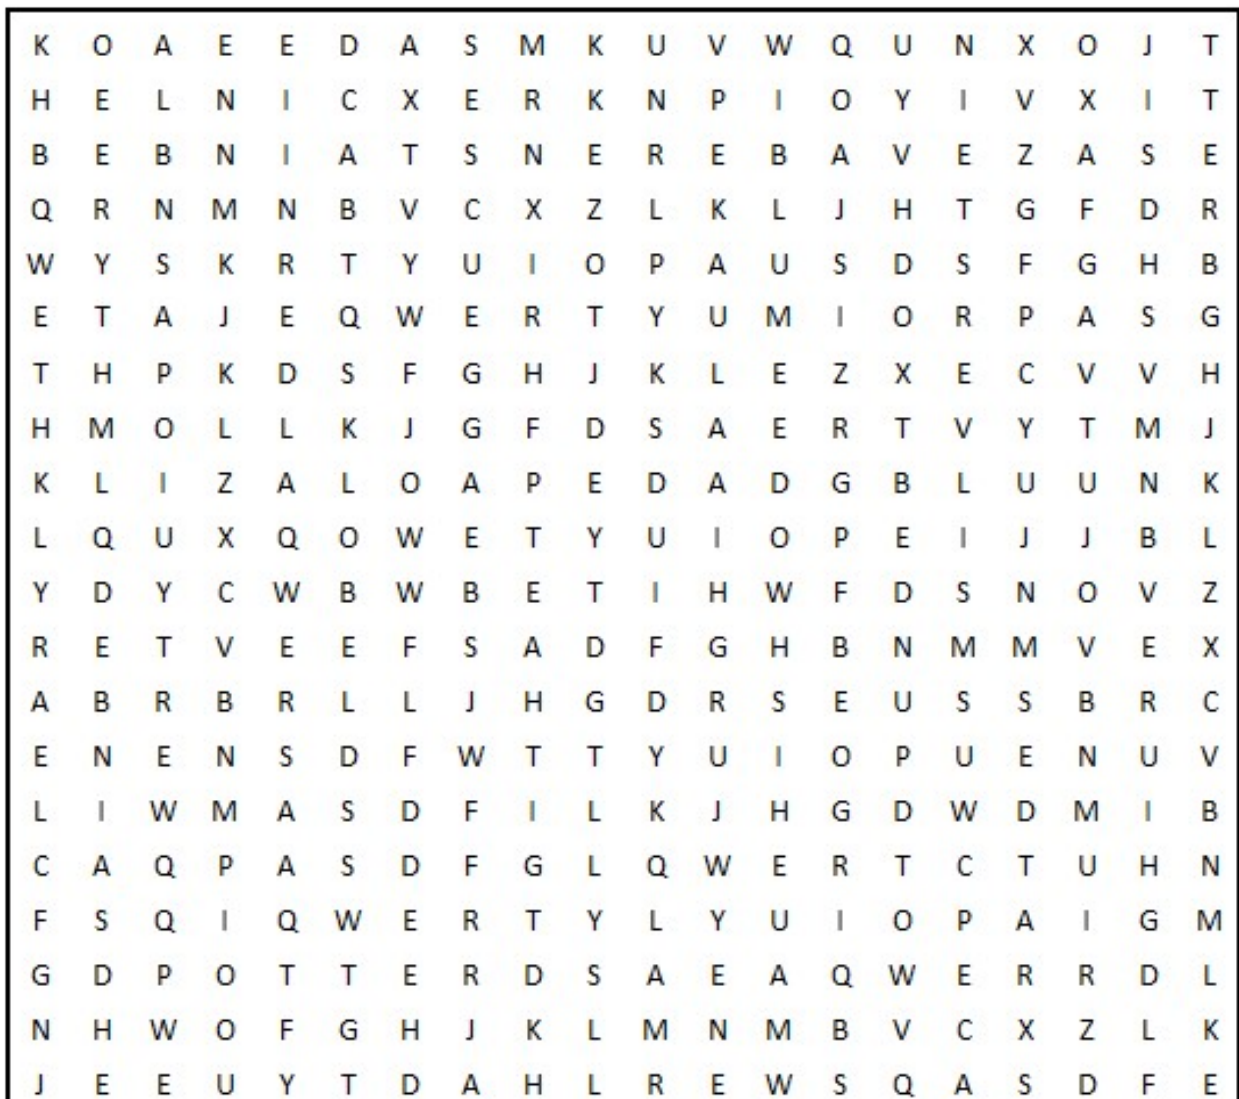 K O A E E D A S M K U V W Q U N X O J T
H E L N I C X E R K N P I O Y I V X I T
B E B N I A T S N E R E B A V E Z A S E
Q R N M N B V C X Z L K L J H T G F D R
W Y S K R T Y U I O P A U S D S F G H B
E T A J E Q W E R T Y U M I O R P A S G
T H P K D S F G H J K L E Z X E C V V H
H M O L L K J G F D S A E R T V Y T M J
K L I Z A L O A P E D A D G B L U U N K
L Q U X Q O W E T Y U I O P E I J J B L
Y D Y C W B W B E T I H W F D S N O V Z
R E T V E E F S A D F G H B N M M V E X
A B R B R L L J H G D R S E U S S B R C
E N E N S D F W T T Y U I O P U E N U V
L I W M A S D F I L K J H G D W D M I B
C A Q P A S D F G L Q W E R T C T U H N
F S Q I Q W E R T Y L Y U I O P A I G M
G D P O T T E R D S A E A Q W E R R D L
N H W O F G H J K L M N M B V C X Z L K
J E E U Y T D A H L R E W S Q A S D F E